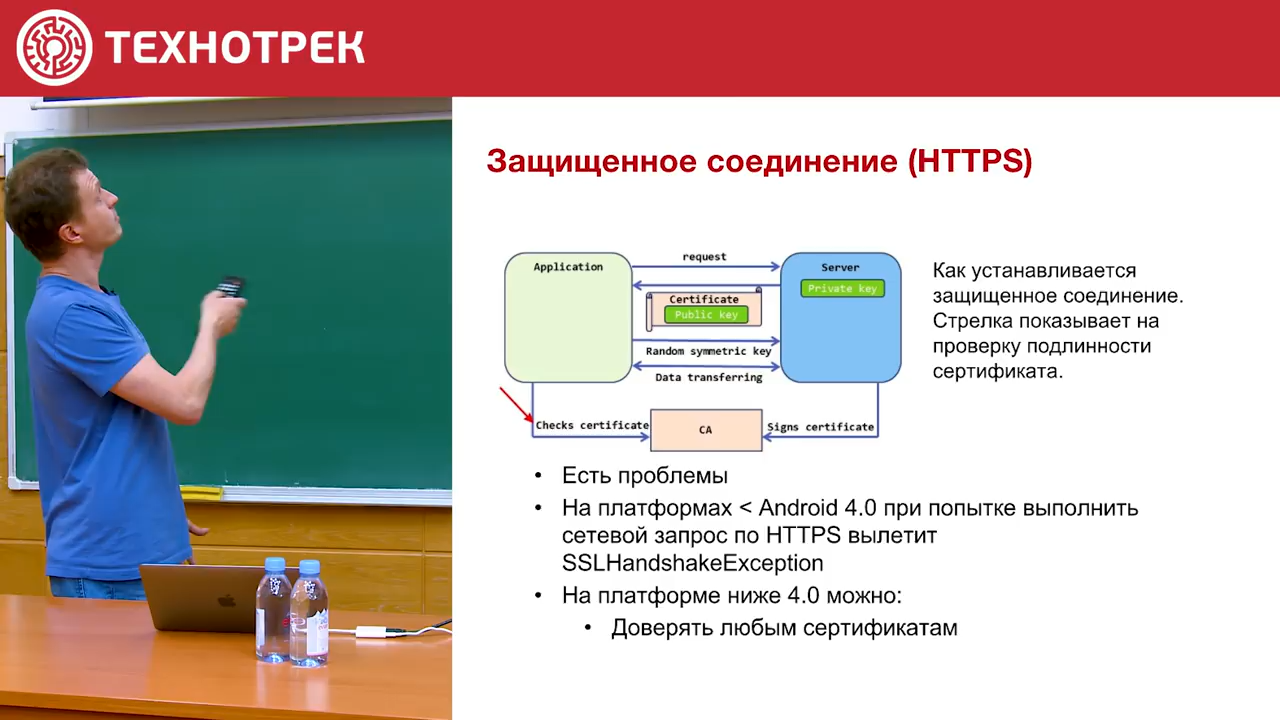 ТЕХНОТРЕК
Защищенное соединение (HTTPS)
Application
request
Server
Private key
Certificate
Public key
Random symmetric key
Data transferring
Checks certificate
CA
Signs certificate
Как устанавливается
защищенное соединение.
Стрелка показывает на
проверку подлинности
сертификата.
• Есть проблемы
• На платформах < Android 4.0 при попытке выполнить
сетевой запрос по HTTPS вылетит
SSLHandshakeException
• На платформе ниже 4.0 можно:
• Доверять любым сертификатам